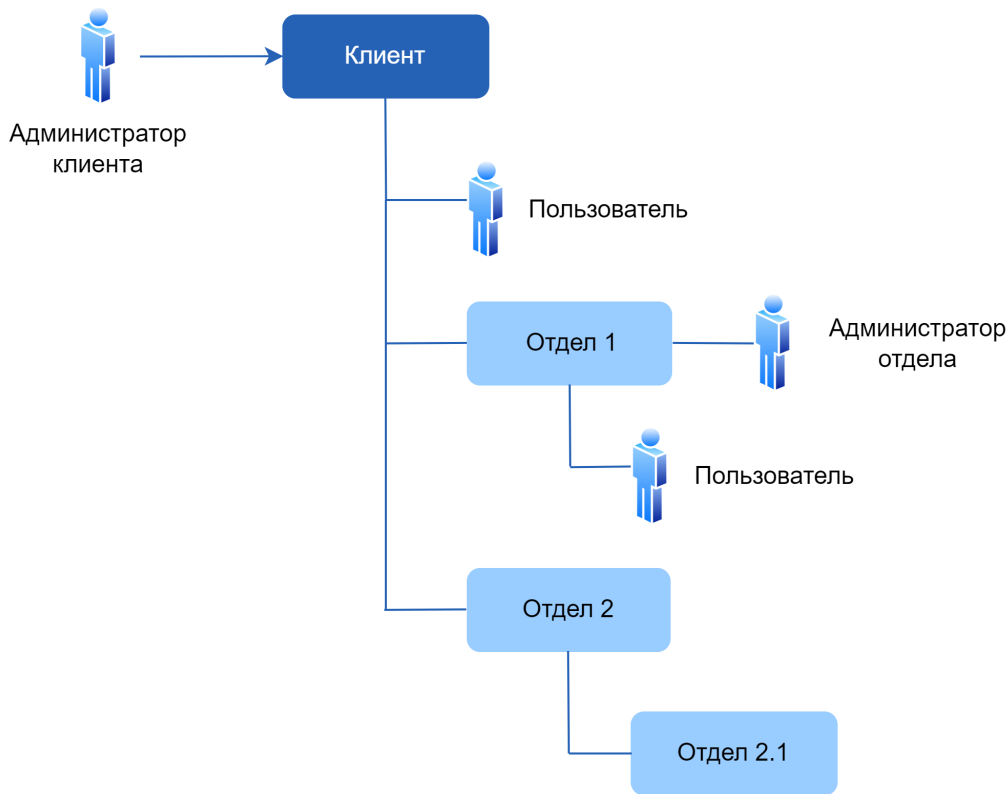 Клиент
Администратор
клиента
Пользователь
Отдел 1
Администратор
отдела
Пользователь
Отдел 2
Отдел 2.1